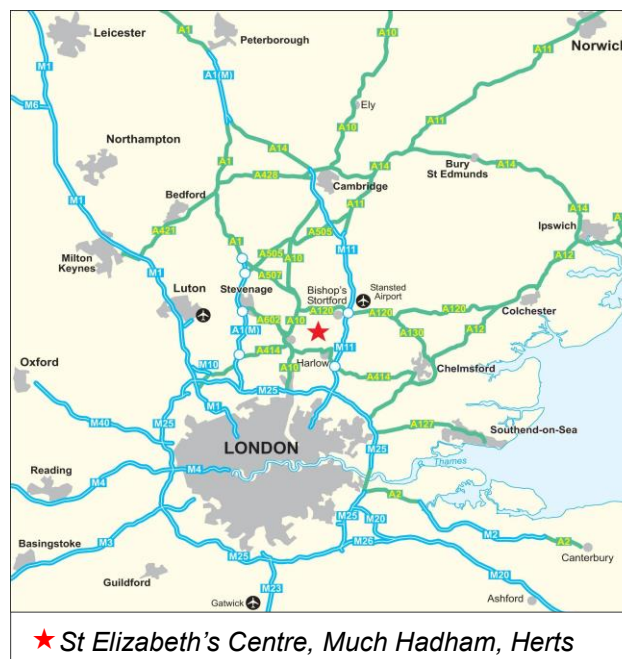 Leicester
A1
Peterborough
A10
A11
Norwich
M1
A1(M)
M6
Ely
A11
Northampton
A1
A14
A10
A428
A14
Bury
St Edmunds
A14
Cambridge
Bedford
A11
M1
A421
A505
A14
Ipswich
Milton
Keynes
A1
A505
A10
M11
A12
A507
M1
Luton
Stevenage
Bishop's
Stortford
Stansted
Airport
A120
A120
A120
Colchester
A602
A10
A1(M)
A130
A12
Oxford
A414
Harlow
M11
M10
A10
A414
Chelmsford
M25
M1
M40
M25
A127
LONDON
M25
Southend-on-Sea
Reading
M4
Thames
M4
A2
M25
M2
Basingstoke
M3
M20
A2
M25
M26
Canterbury
Guildford
M20
M23
Gatwick
Ashford
St Elizabeth's Centre, Much Hadham, Herts